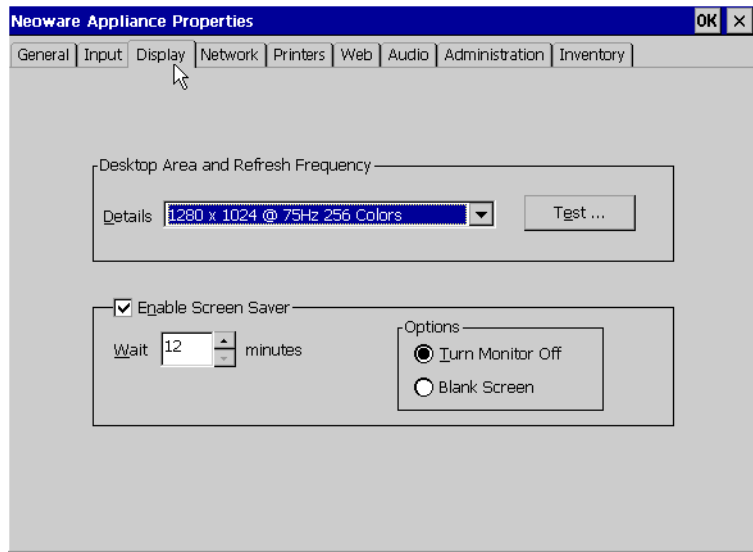 Neoware Appliance Properties OK ×
General Input Display Network Printers Web Audio Administration Inventory
Desktop Area and Refresh Frequency
Details 1280 x 1024 @ 75Hz 256 Colors Test ...
Enable Screen Saver
Wait 12 minutes
Options
Turn Monitor Off
Blank Screen